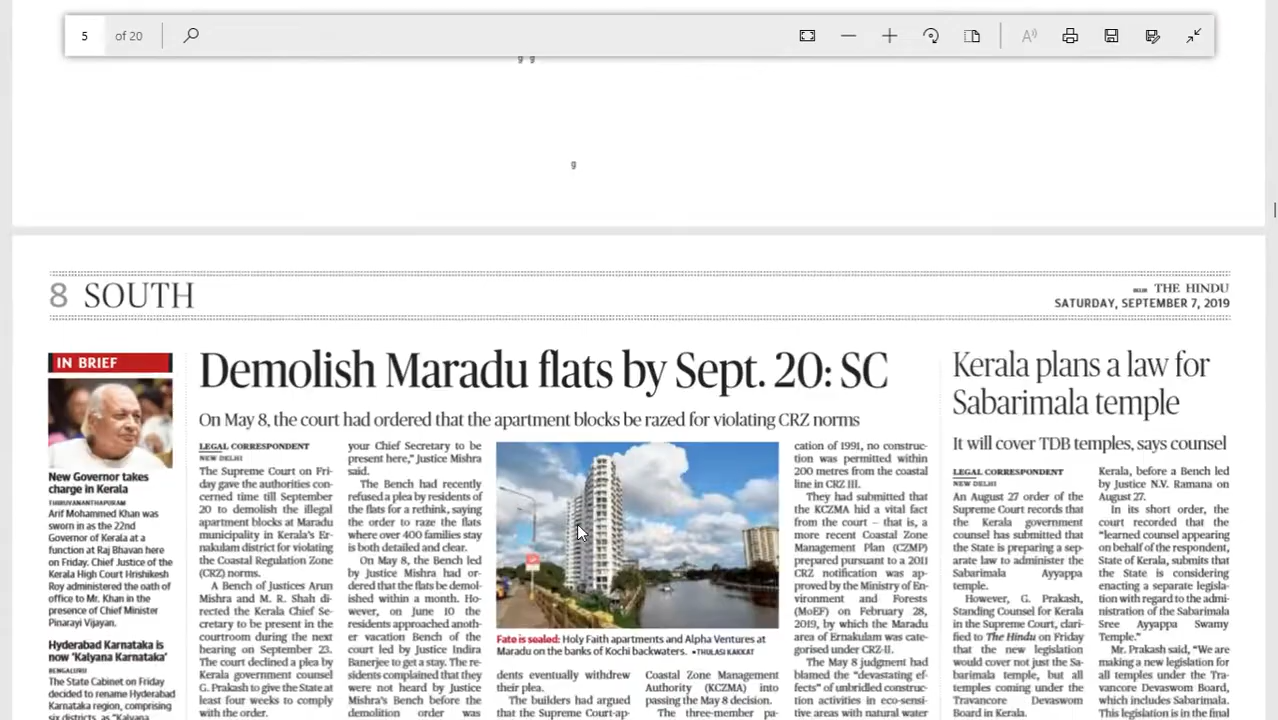 5 of 20
g g
g
8 SOUTH
THE HINDU
SATURDAY, SEPTEMBER 7, 2019
IN BRIEF
New Governor takes
charge in Kerala
THIRUVANANTHAPURAM
Arif Mohammed Khan was
sworn in as the 22nd
Governor of Kerala at a
function at Raj Bhavan here
on Friday. Chief Justice of the
Kerala High Court Hrishikesh
Roy administered the oath of
office to Mr. Khan in the
presence of Chief Minister
Pinarayi Vijayan.
Hyderabad Karnataka is
now 'Kalyana Karnataka'
BENGALURU
The State Cabinet on Friday
decided to rename Hyderabad
Karnataka region, comprising
six districts, as "Kalyana
Demolish Maradu flats by Sept. 20: SC
On May 8, the court had ordered that the apartment blocks be razed for violating CRZ norms
LEGAL CORRESPONDENT
NEW DELHI
The Supreme Court on Fri-
day gave the authorities con-
cerned time till September
20 to demolish the illegal
apartment blocks at Maradu
municipality in Kerala's Er-
nakulam district for violating
the Coastal Regulation Zone
(CRZ) norms.
A Bench of Justices Arun
Mishra and M. R. Shah di-
rected the Kerala Chief Se-
cretary to be present in the
courtroom during the next
hearing on September 23.
The court declined a plea by
Kerala government counsel
G. Prakash to give the State at
least four weeks to comply
with the order.
your Chief Secretary to be
present here," Justice Mishra
said.
The Bench had recently
refused a plea by residents of
the flats for a rethink, saying
the order to raze the flats
where over 400 families stay
is both detailed and clear.
On May 8, the Bench led
by Justice Mishra had or-
dered that the flats be demol-
ished within a month. Ho-
wever, on June 10 the
residents approached anoth-
er vacation Bench of the
court led by Justice Indira
Banerjee to get a stay. The re-
sidents complained that they
were not heard by Justice
Mishra's Bench before the
demolition order was
Fate is sealed: Holy Faith apartments and Alpha Ventures at
Maradu on the banks of Kochi backwaters. •THULASI KAKKAT
dents eventually withdrew
their plea.
The builders had argued
that the Supreme Court-ap-
Coastal Zone Management
Authority (KCZMA) into
passing the May 8 decision.
The three-member pa-
cation of 1991, no construc-
tion was permitted within
200 metres from the coastal
line in CRZ III.
They had submitted that
the KCZMA hid a vital fact
from the court – that is, a
more recent Coastal Zone
Management Plan (CZMP)
prepared pursuant to a 2011
CRZ notification was ap-
proved by the Ministry of En-
vironment and Forests
(MoEF) on February 28,
2019, by which the Maradu
area of Ernakulam was cate-
gorised under CRZ-II.
The May 8 judgment had
blamed the "devastating ef-
fects" of unbridled construc-
tion activities in eco-sensi-
tive areas with natural water
Kerala plans a law for
Sabarimala temple
It will cover TDB temples, says counsel
LEGAL CORRESPONDENT
NEW DELHI
An August 27 order of the
Supreme Court records that
the Kerala government
counsel has submitted that
the State is preparing a sep-
arate law to administer the
Sabarimala Ayyappa
temple.
However, G. Prakash,
Standing Counsel for Kerala
in the Supreme Court, clari-
fied to The Hindu on Friday
that the new legislation
would cover not just the Sa-
barimala temple, but all
temples coming under the
Travancore Devaswom
Board in Kerala.
Kerala, before a Bench led
by Justice N.V. Ramana on
August 27.
In its short order, the
court recorded that the
"learned counsel appearing
on behalf of the respondent,
State of Kerala, submits that
the State is considering
enacting a separate legisla-
tion with regard to the admi-
nistration of the Sabarimala
Sree Ayyappa Swamy
Temple."
Mr. Prakash said, "We are
making a new legislation for
all temples under the Tra-
vancore Devaswom Board,
which includes Sabarimala.
This legislation is in the final